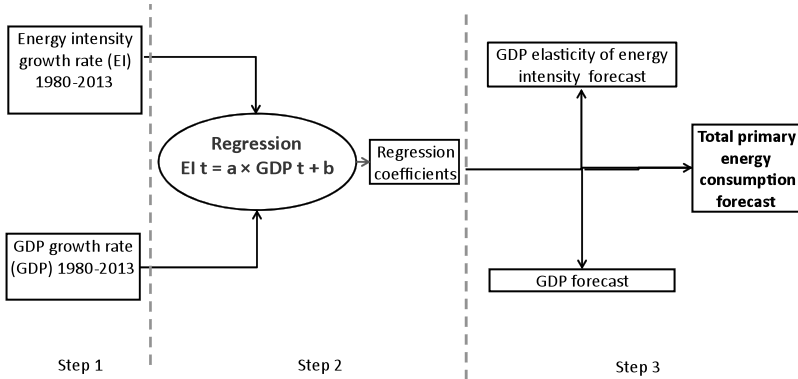 Energy intensity
growth rate (EI)
1980-2013
GDP growth rate
(GDP) 1980-2013
Step 1
Regression
EI t = a × GDP t + b
Regression
coefficients
Step 2
GDP elasticity of energy
intensity forecast
Total primary
energy
consumption
forecast
GDP forecast
Step 3